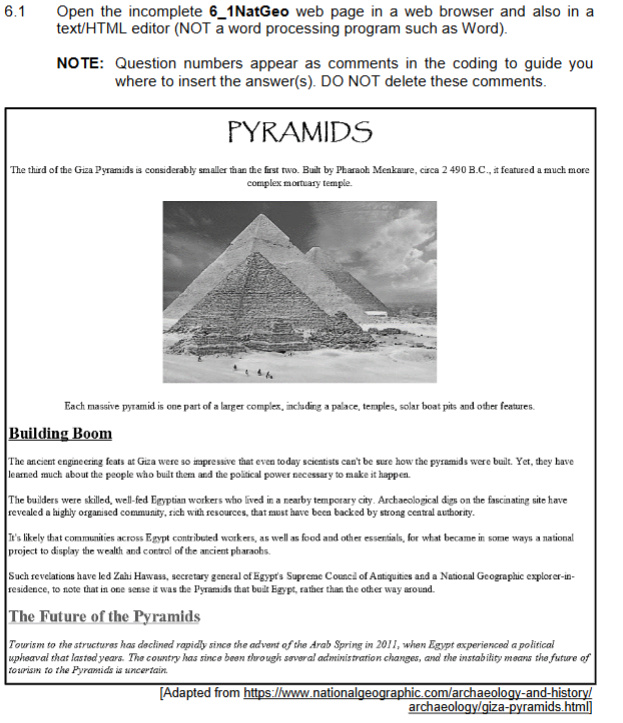 6.1 Open the incomplete 6_1NatGeo web page in a web browser and also in a
text/HTML editor (NOT a word processing program such as Word).
NOTE: Question numbers appear as comments in the coding to guide you
where to insert the answer(s). DO NOT delete these comments.
PYRAMIDS
The third of the Giza Pyramids is considerably smaller than the first two. Built by Pharaoh Menkaure, circa 2 490 B.C., it featured a much more
complex mortuary temple.
Each massive pyramid is one part of a larger complex, including a palace, temples, solar boat pits and other features.
Building Boom
The ancient engineering feats at Giza were so impressive that even today scientists can't be sure how the pyramids were built. Yet, they have
learned much about the people who built them and the political power necessary to make it happen.
The builders were skilled, well-fed Egyptian workers who lived in a nearby temporary city. Archaeological digs on the fascinating site have
revealed a highly organised community, rich with resources, that must have been backed by strong central authority.
It's likely that communities across Egypt contributed workers, as well as food and other essentials, for what became in some ways a national
project to display the wealth and control of the ancient pharaohs.
Such revelations have led Zahi Hawass, secretary general of Egypt's Supreme Council of Antiquities and a National Geographic explorer-in-
residence, to note that in one sense it was the Pyramids that built Egypt, rather than the other way around.
The Future of the Pyramids
Tourism to the structures has declined rapidly since the advent of the Arab Spring in 2011, when Egypt experienced a political
upheaval that lasted years. The country has since been through several administration changes, and the instability means the future of
tourism to the Pyramids is uncertain.
[Adapted from https://www.nationalgeographic.com/archaeology-and-history/
archaeology/giza-pyramids.html]